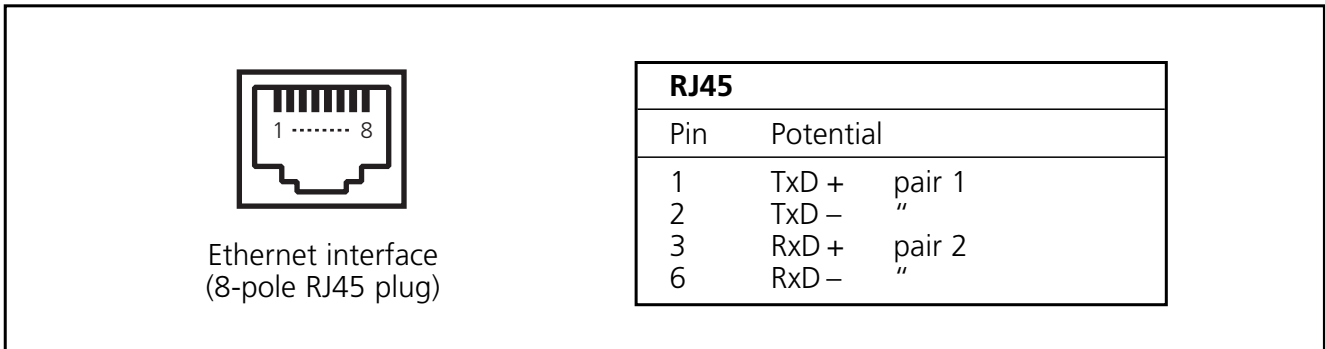 1 ........ 8
Ethernet interface
(8-pole RJ45 plug)
RJ45
Pin Potential
1 TxD + pair 1
2 TxD – “
3 RxD + pair 2
6 RxD – “